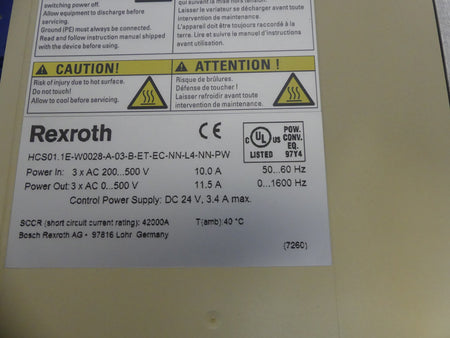 switching power off.
Allow equipment to discharge before
servicing.
Ground (PE) must always be connected.
Read and follow instruction manual shipped
with the device before using.
Laisser le variateur se décharger avant toute
intervention de maintenance.
L'appareil doit être toujours raccordé à la
terre. Lire et suivre le manuel d'instructions
avant utilisation.
CAUTION!
Risk of injury due to hot surface.
Do not touch!
Allow to cool before servicing.
ATTENTION !
Risque de brûlures.
Défense de toucher !
Laisser refroidir avant toute
intervention de maintenance.
Rexroth
CE
C UL US
LISTED
POW.
CONV.
EQ.
97Y4
HCS01.1E-W0028-A-03-B-ET-EC-NN-L4-NN-PW
Power In: 3 x AC 200...500 V 10.0 A 50...60 Hz
Power Out: 3 x AC 0...500 V 11.5 A 0...1600 Hz
Control Power Supply: DC 24 V, 3.4 A max.
SCCR (short circuit current rating): 42000A T(amb):40 °C
Bosch Rexroth AG - 97816 Lohr Germany
(7260)